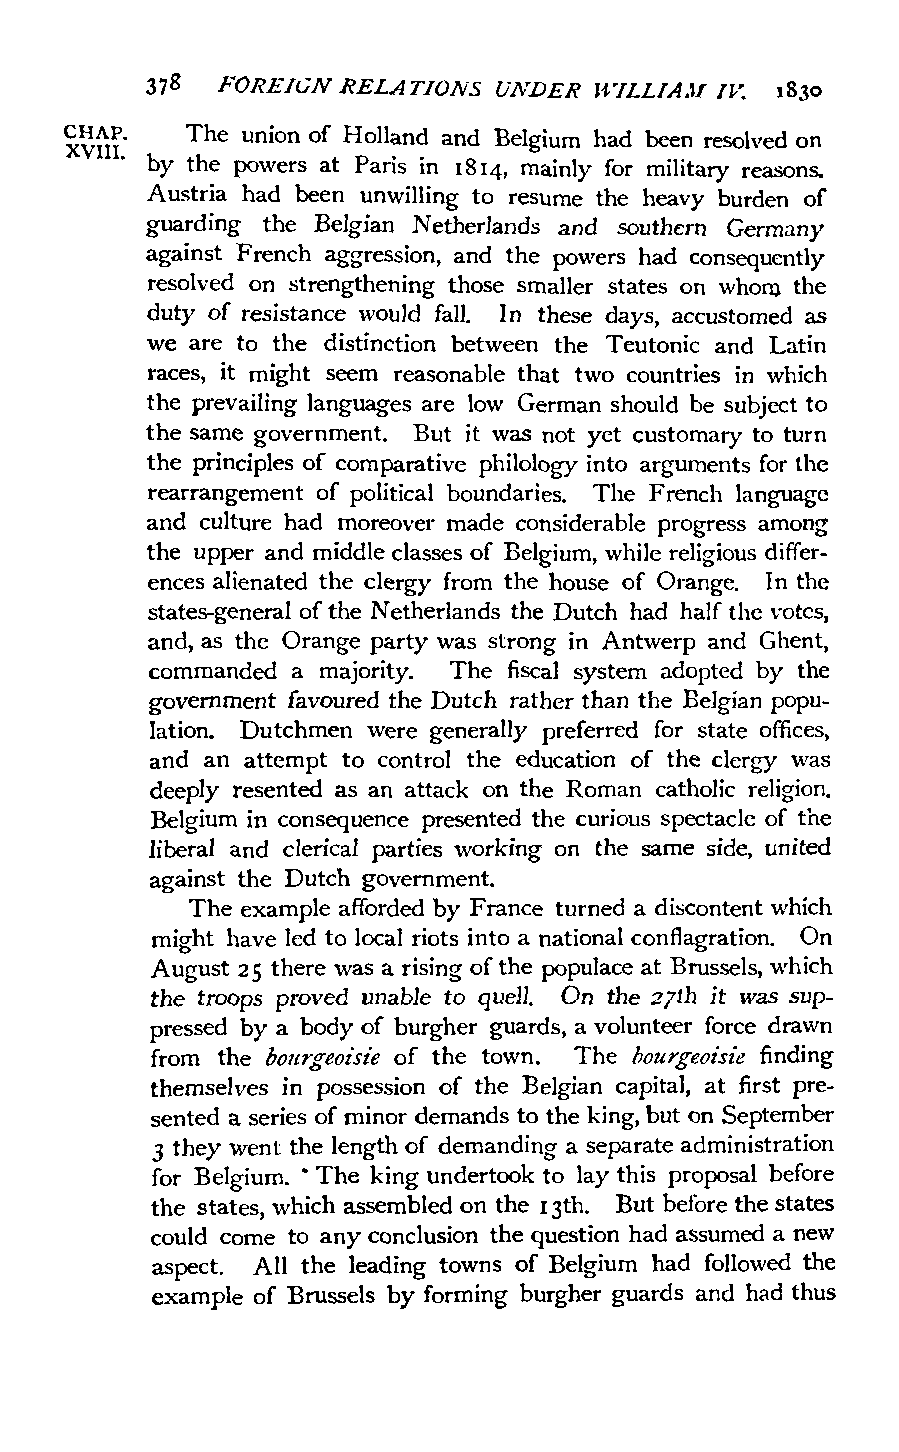 378 FOREIGN RELATIONS UNDER WILLIAM IV. 1830
CHAP. XVIII.
The union of Holland and Belgium had been resolved on
by the powers at Paris in 1814, mainly for military reasons.
Austria had been unwilling to resume the heavy burden of
guarding the Belgian Netherlands and southern Germany
against French aggression, and the powers had consequently
resolved on strengthening those smaller states on whom the
duty of resistance would fall. In these days, accustomed as
we are to the distinction between the Teutonic and Latin
races, it might seem reasonable that two countries in which
the prevailing languages are low German should be subject to
the same government. But it was not yet customary to turn
the principles of comparative philology into arguments for the
rearrangement of political boundaries. The French language
and culture had moreover made considerable progress among
the upper and middle classes of Belgium, while religious differ-
ences alienated the clergy from the house of Orange. In the
states-general of the Netherlands the Dutch had half the votes,
and, as the Orange party was strong in Antwerp and Ghent,
commanded a majority. The fiscal system adopted by the
government favoured the Dutch rather than the Belgian popu-
lation. Dutchmen were generally preferred for state offices,
and an attempt to control the education of the clergy was
deeply resented as an attack on the Roman catholic religion.
Belgium in consequence presented the curious spectacle of the
liberal and clerical parties working on the same side, united
against the Dutch government.
The example afforded by France turned a discontent which
might have led to local riots into a national conflagration. On
August 25 there was a rising of the populace at Brussels, which
the troops proved unable to quell. On the 27th it was sup-
pressed by a body of burgher guards, a volunteer force drawn
from the bourgeoisie of the town. The bourgeoisie finding
themselves in possession of the Belgian capital, at first pre-
sented a series of minor demands to the king, but on September
3 they went the length of demanding a separate administration
for Belgium. The king undertook to lay this proposal before
the states, which assembled on the 13th. But before the states
could come to any conclusion the question had assumed a new
aspect. All the leading towns of Belgium had followed the
example of Brussels by forming burgher guards and had thus